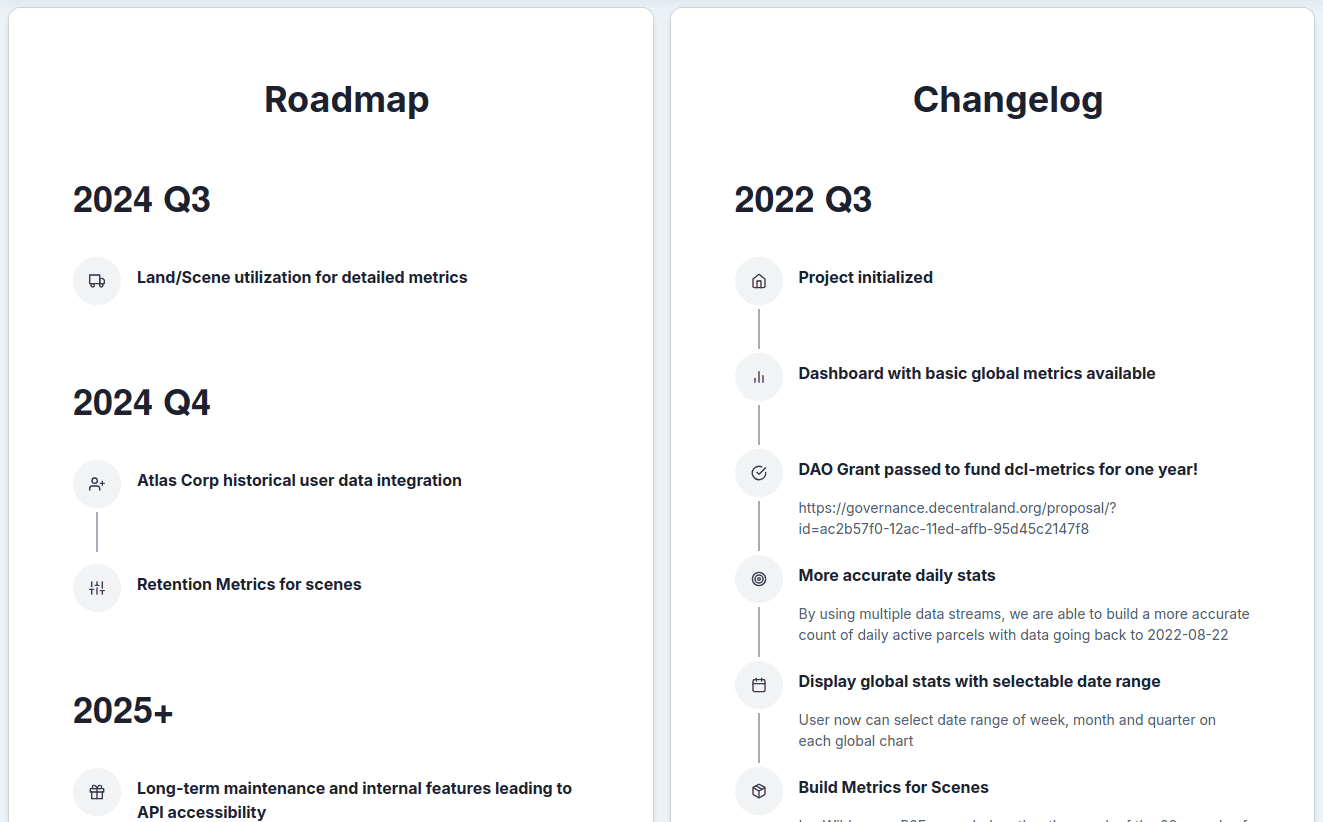 Roadmap
2024 Q3
Land/Scene utilization for detailed metrics
2024 Q4
Atlas Corp historical user data integration
Retention Metrics for scenes
2025+
Long-term maintenance and internal features leading to
API accessibility
Changelog
2022 Q3
Project initialized
Dashboard with basic global metrics available
DAO Grant passed to fund dcl-metrics for one year!
https://governance.decentraland.org/proposal/?
id=ac2b57f0-12ac-11ed-affb-95d45c2147f8
More accurate daily stats
By using multiple data streams, we are able to build a more accurate
count of daily active parcels with data going back to 2022-08-22
Display global stats with selectable date range
User now can select date range of week, month and quarter on
each global chart
Build Metrics for Scenes